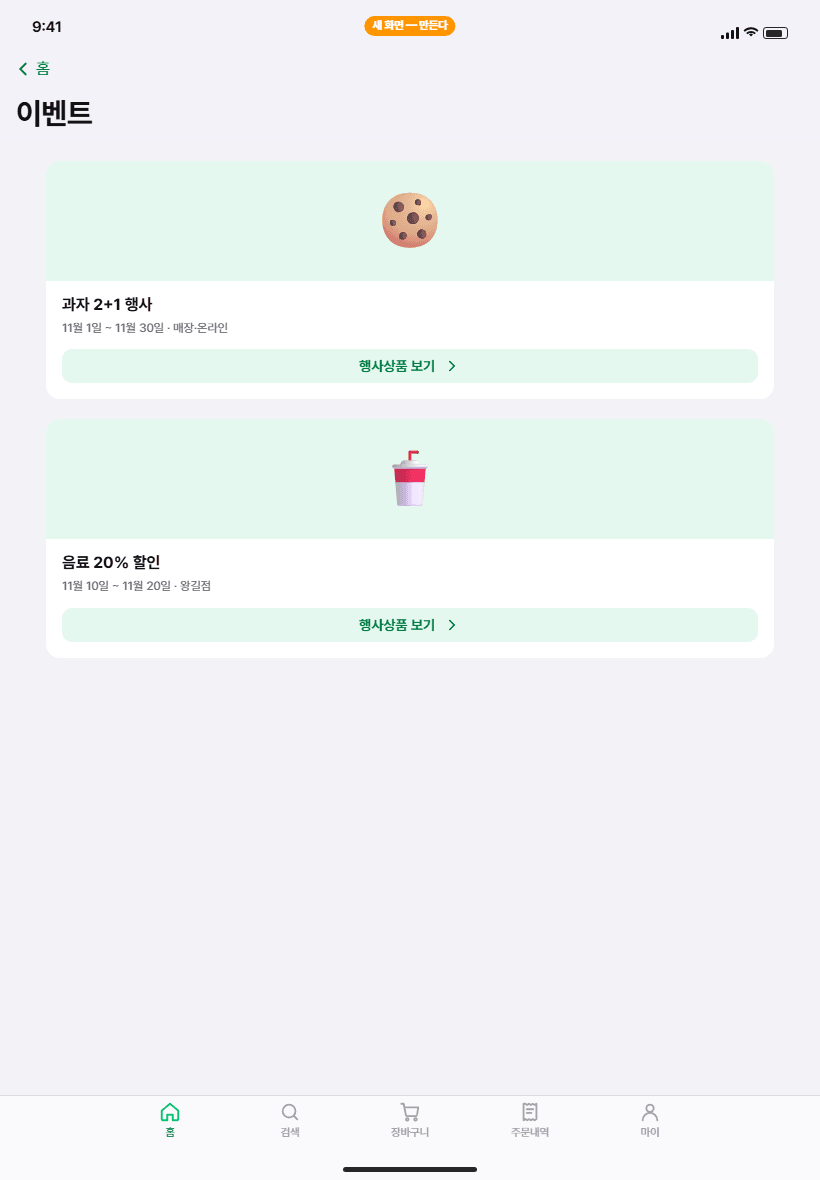 9:41
새 화면 — 만든다
홈
이벤트
과자 2+1 행사
11월 1일 ~ 11월 30일 · 매장·온라인
행사상품 보기
음료 20% 할인
11월 10일 ~ 11월 20일 · 왕길점
행사상품 보기
홈 검색 장바구니 주문내역 마이